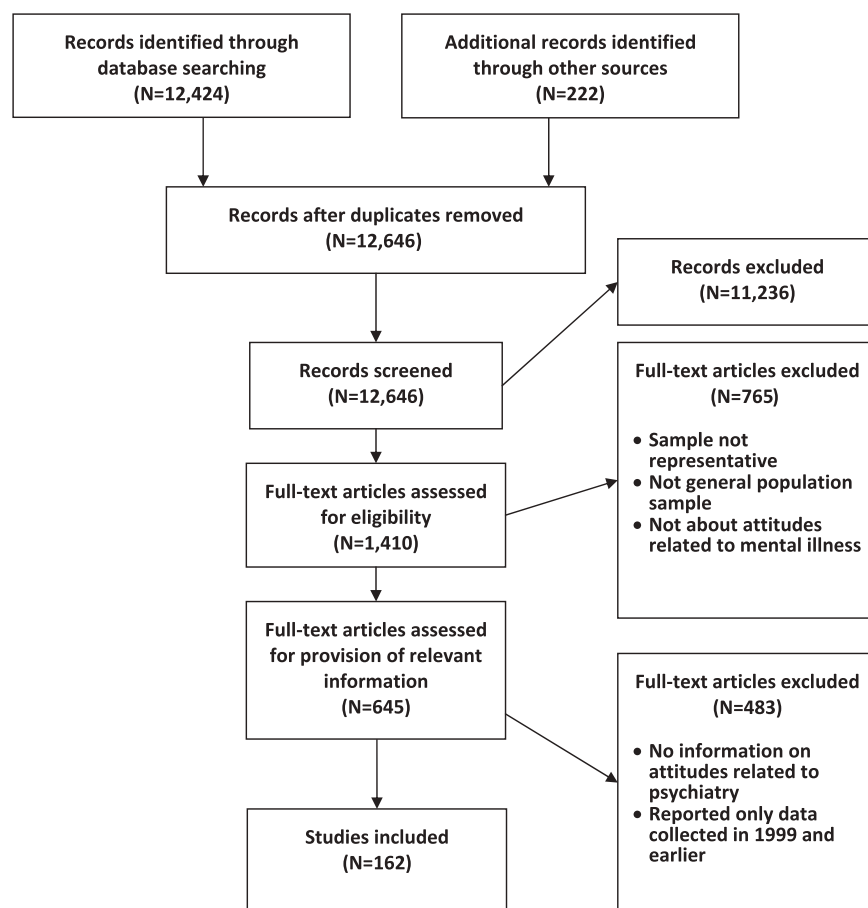 Records identified through
database searching
(N=12,424)
Additional records identified
through other sources
(N=222)
Records after duplicates removed
(N=12,646)
Records excluded
(N=11,236)
Records screened
(N=12,646)
Full-text articles excluded
(N=765)
• Sample not
representative
• Not general population
sample
• Not about attitudes
related to mental illness
Full-text articles assessed
for eligibility
(N=1,410)
Full-text articles assessed
for provision of relevant
information
(N=645)
Full-text articles excluded
(N=483)
• No information on
attitudes related to
psychiatry
• Reported only data
collected in 1999 and
earlier
Studies included
(N=162)